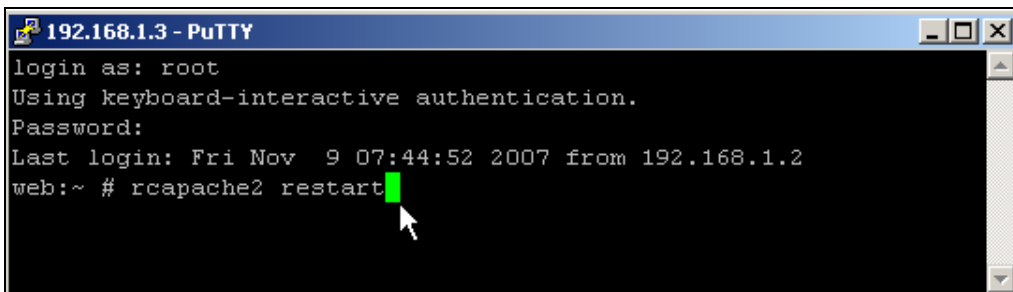 192.168.1.3 - PuTTY
login as: root
Using keyboard-interactive authentication.
Password:
Last login: Fri Nov  9 07:44:52 2007 from 192.168.1.2
web:~ # rcapache2 restart